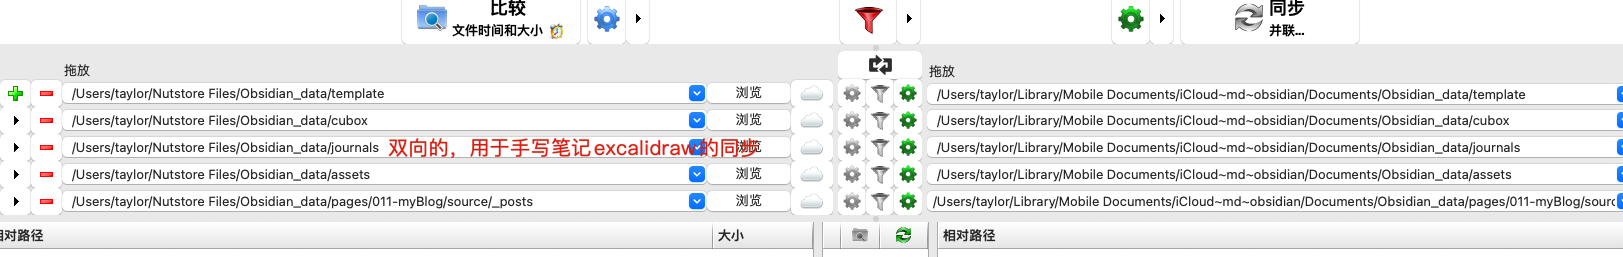 比较
文件时间和大小
同步
并联...
拖放
拖放
/Users/taylor/Nutstore Files/Obsidian_data/template
浏览
/Users/taylor/Library/Mobile Documents/iCloud~md~obsidian/Documents/Obsidian_data/template
/Users/taylor/Nutstore Files/Obsidian_data/cubox
浏览
/Users/taylor/Library/Mobile Documents/iCloud~md~obsidian/Documents/Obsidian_data/cubox
/Users/taylor/Nutstore Files/Obsidian_data/journals
双向的，用于手写笔记excalidraw的同步
浏览
/Users/taylor/Library/Mobile Documents/iCloud~md~obsidian/Documents/Obsidian_data/journals
/Users/taylor/Nutstore Files/Obsidian_data/assets
浏览
/Users/taylor/Library/Mobile Documents/iCloud~md~obsidian/Documents/Obsidian_data/assets
/Users/taylor/Nutstore Files/Obsidian_data/pages/011-myBlog/source/_posts
浏览
/Users/taylor/Library/Mobile Documents/iCloud~md~obsidian/Documents/Obsidian_data/pages/011-myBlog/sourc
相对路径
大小
相对路径